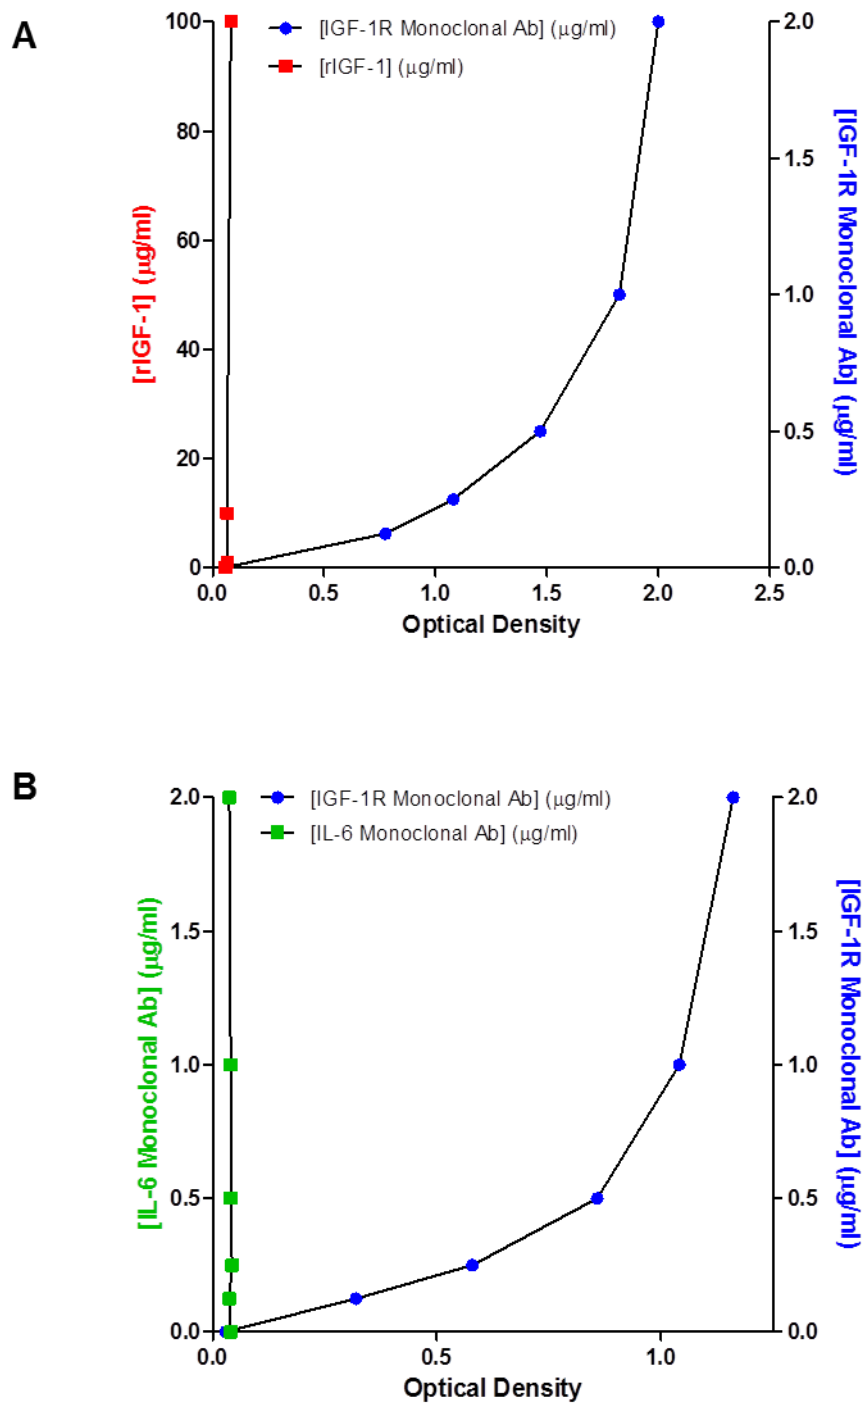 A
[IGF-1R Monoclonal Ab] (μg/ml)
[rIGF-1] (μg/ml)
100
80
60
40
20
0
[rIGF-1] (μg/ml)
2.0
1.5
1.0
0.5
0.0
[IGF-1R Monoclonal Ab] (μg/ml)
0.0 0.5 1.0 1.5 2.0 2.5
Optical Density
B
[IGF-1R Monoclonal Ab] (μg/ml)
[IL-6 Monoclonal Ab] (μg/ml)
2.0
1.5
1.0
0.5
0.0
[IL-6 Monoclonal Ab] (μg/ml)
2.0
1.5
1.0
0.5
0.0
[IGF-1R Monoclonal Ab] (μg/ml)
0.0 0.5 1.0
Optical Density